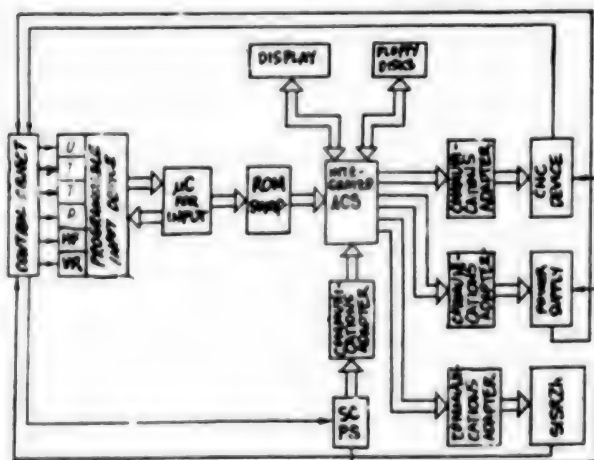 DISPLAY
FLOPPY
DISKS
CONTROL OBJECT
U
T
T
P
PROGRAMMABLE
INPUT DEVICE
μC
FOR
INPUT
ROM
SWAP
INTE-
GRATED
ACS
COMMUNI-
CATIONS
ADAPTER
CNC
DEVICE
COMMUNI-
CATIONS
ADAPTER
POWER
SUPPLY
COMMUNI-
CATIONS
ADAPTER
SC
PS
COMMUNI-
CATIONS
ADAPTER